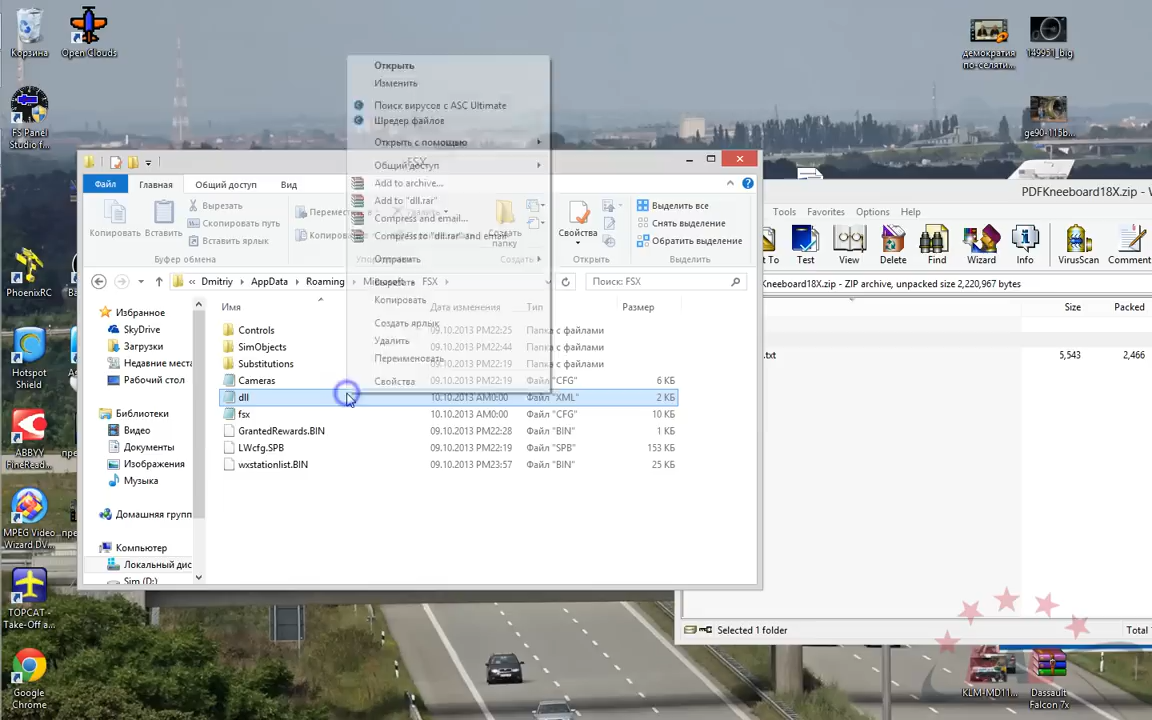 Корзина
Open Clouds
FS Panel
Studio f...
PhoenixRC
Hotspot
Shield
ABBYY
FineRead...
MPEG Video
Wizard DV...
TOPCAT -
Take-Off a...
Google
Chrome
демократия
по-селяти...
149951_big
ge90-115b...
Открыть
Изменить
Поиск вирусов с ASC Ultimate
Шредер файлов
Открыть с помощью
Общий доступ
Add to archive...
Add to "dll.rar"
Compress and email...
Compress to "dll.rar" and email
Отправить
Вырезать
Копировать
Создать ярлык
Удалить
Переименовать
Свойства
FSX
Файл
Главная
Общий доступ
Вид
Копировать
Вставить
Вырезать
Скопировать путь
Вставить ярлык
Буфер обмена
папку
Создать
Свойства
Открыть
Выделить все
Снять выделение
Обратить выделение
Выделить
« Dmitriy
AppData
Roaming
FSX
Поиск: FSX
Имя
Дата изменения
Тип
Размер
Избранное
SkyDrive
Загрузки
Недавние места
Рабочий стол
Библиотеки
Видео
Документы
Изображения
Музыка
Домашняя групп
Компьютер
Локальный дис
Sim (D:)
Controls 09.10.2013 PM22:25 Папка с файлами
SimObjects 09.10.2013 PM22:44 Папка с файлами
Substitutions 09.10.2013 PM22:19 Папка с файлами
Cameras 09.10.2013 PM22:19 Файл "CFG" 6 КБ
dll 10.10.2013 AM0:00 Файл "XML" 2 КБ
fsx 10.10.2013 AM0:00 Файл "CFG" 10 КБ
GrantedRewards.BIN 09.10.2013 PM22:28 Файл "BIN" 1 КБ
LWcfg.SPB 09.10.2013 PM22:19 Файл "SPB" 153 КБ
wxstationlist.BIN 09.10.2013 PM23:57 Файл "BIN" 25 КБ
PDFKneeboard18X.zip -
Tools Favorites Options Help
To
Test
View
Delete
Find
Wizard
Info
VirusScan
Comment
Kneeboard18X.zip - ZIP archive, unpacked size 2,220,967 bytes
Size
Packed
.txt 5,543 2,466
Selected 1 folder
Total
KLM-MD11...
Dassault
Falcon 7x